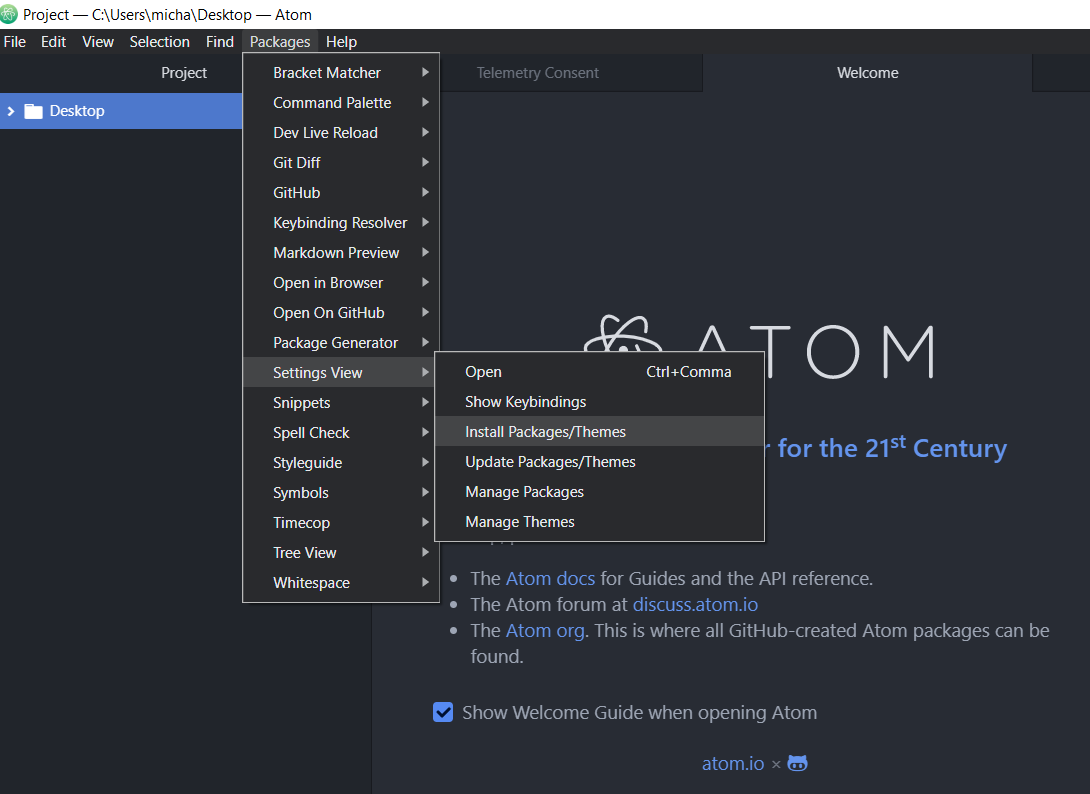 Project — C:\Users\micha\Desktop — Atom
File Edit View Selection Find Packages Help
Project
Telemetry Consent
Welcome
Desktop
Bracket Matcher
Command Palette
Dev Live Reload
Git Diff
GitHub
Keybinding Resolver
Markdown Preview
Open in Browser
Open On GitHub
Package Generator
Settings View
Snippets
Spell Check
Styleguide
Symbols
Timecop
Tree View
Whitespace
Open Ctrl+Comma
Show Keybindings
Install Packages/Themes
Update Packages/Themes
Manage Packages
Manage Themes
ATOM
for the 21st Century
• The Atom docs for Guides and the API reference.
• The Atom forum at discuss.atom.io
• The Atom org. This is where all GitHub-created Atom packages can be
found.
Show Welcome Guide when opening Atom
atom.io ×